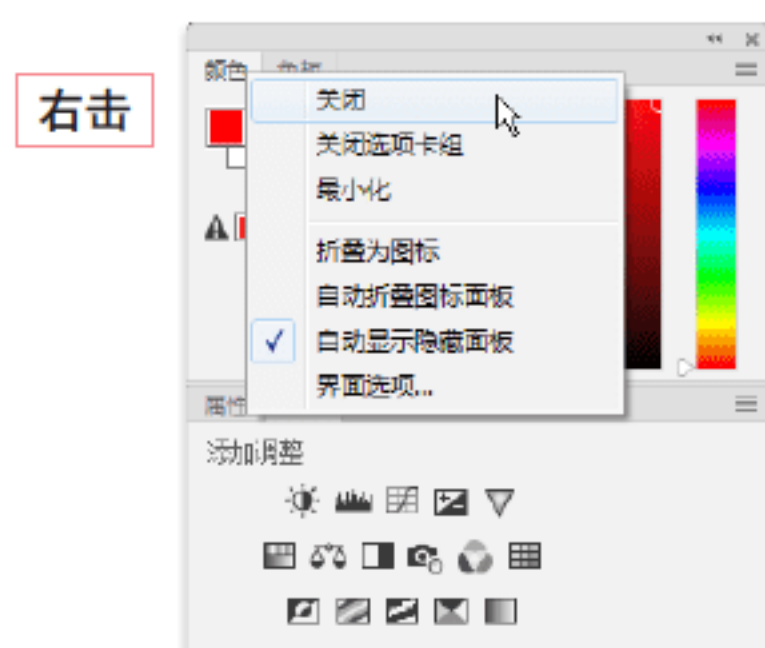 右击
颜色
关闭
关闭选项卡组
最小化
折叠为图标
自动折叠图标面板
自动显示隐藏面板
界面选项...
属性
添加调整